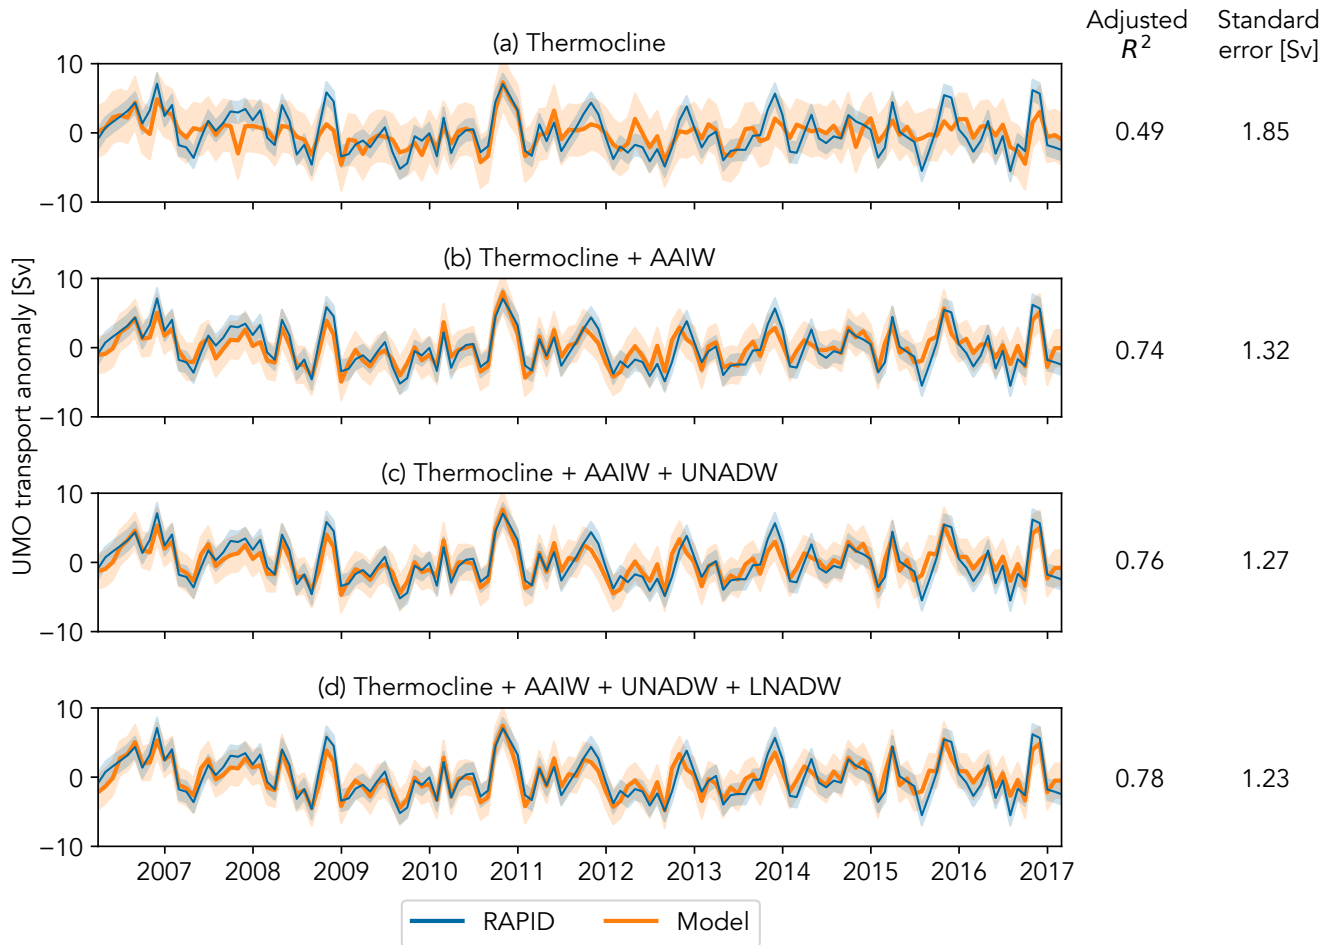 Adjusted
R²
Standard
error [Sv]
(a) Thermocline
10
0
−10
0.49
1.85
(b) Thermocline + AAIW
10
0
−10
0.74
1.32
UMO transport anomaly [Sv]
(c) Thermocline + AAIW + UNADW
10
0
−10
0.76
1.27
(d) Thermocline + AAIW + UNADW + LNADW
10
0
−10
0.78
1.23
2007 2008 2009 2010 2011 2012 2013 2014 2015 2016 2017
RAPID Model